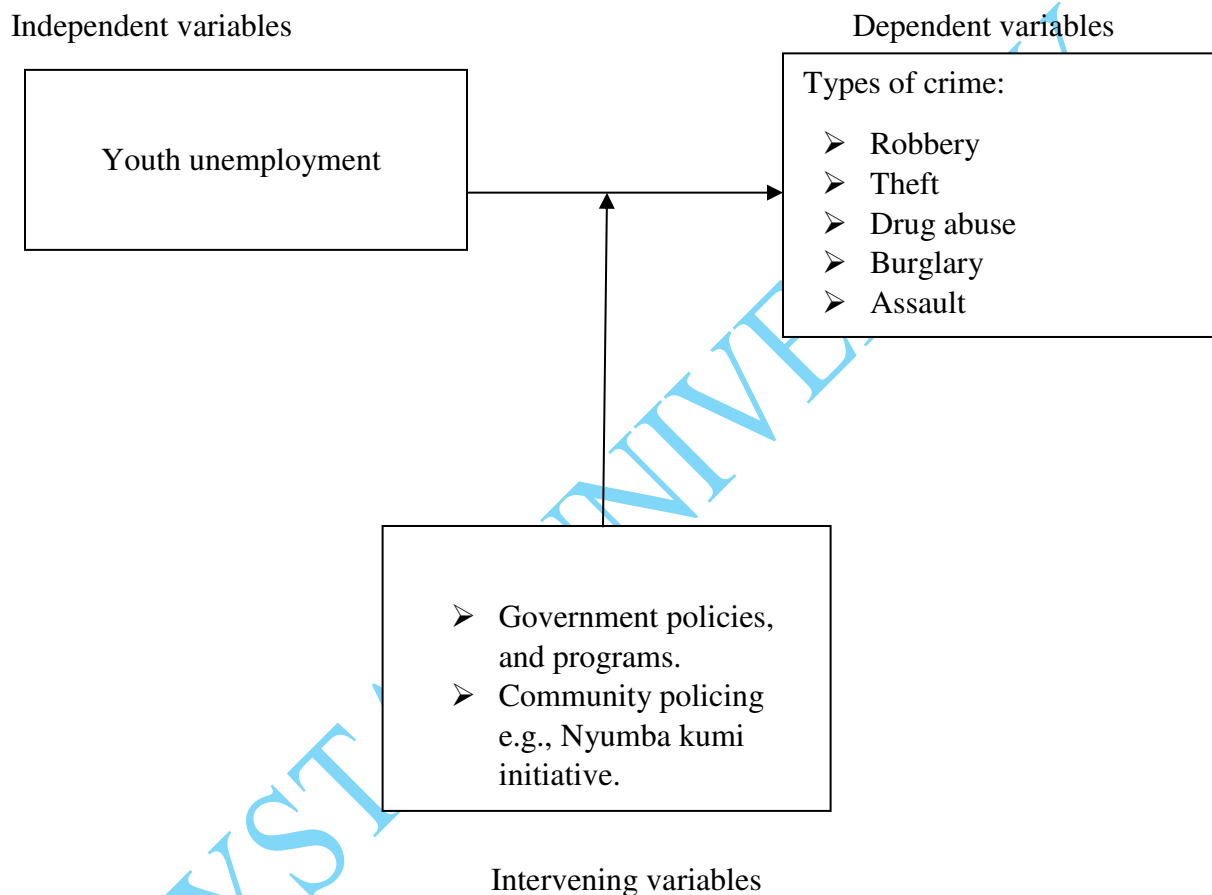 Independent variables
Dependent variables
Youth unemployment
Types of crime:
➢ Robbery
➢ Theft
➢ Drug abuse
➢ Burglary
➢ Assault
➢ Government policies,
and programs.
➢ Community policing
e.g., Nyumba kumi
initiative.
Intervening variables